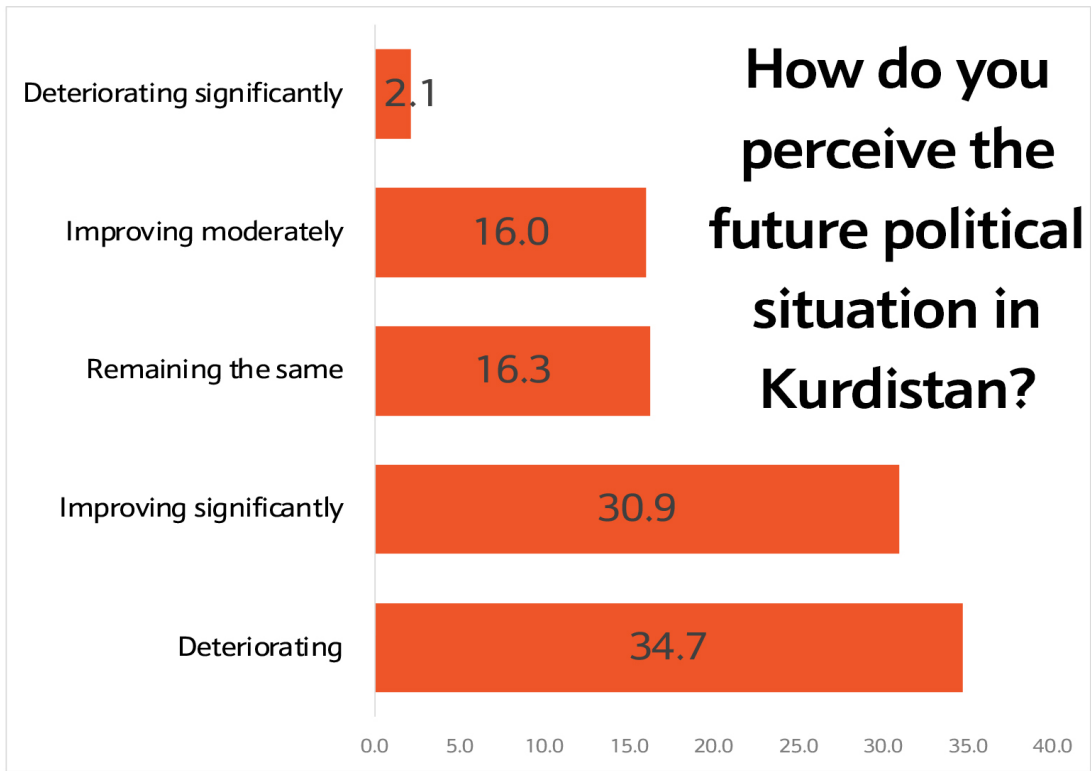 How do you
perceive the
future political
situation in
Kurdistan?
Deteriorating significantly 2.1
Improving moderately 16.0
Remaining the same 16.3
Improving significantly 30.9
Deteriorating 34.7
0.0 5.0 10.0 15.0 20.0 25.0 30.0 35.0 40.0